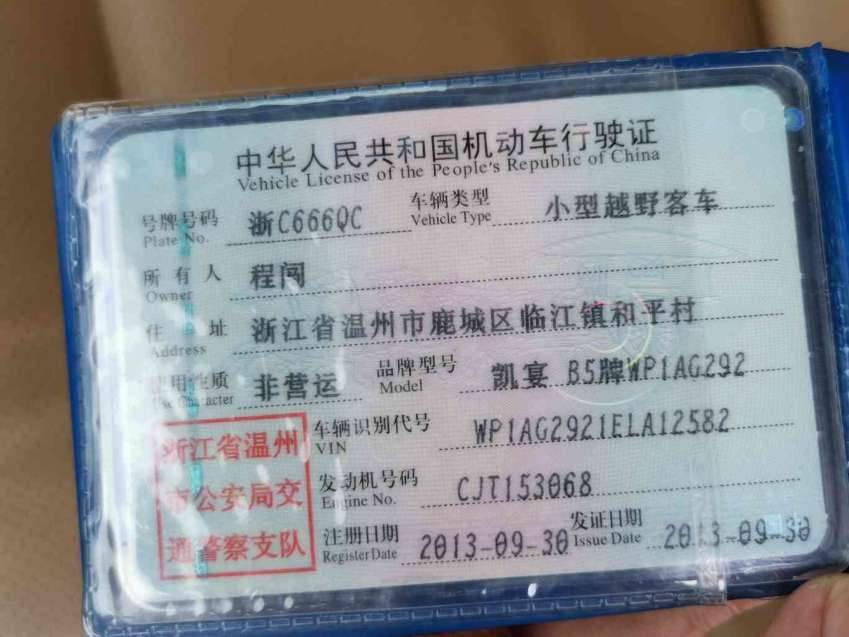 中华人民共和国机动车行驶证
Vehicle License of the People's Republic of China
号牌号码 浙C666QC 车辆类型 小型越野客车
Plate No. Vehicle Type
所有人 程闯
Owner
住址 浙江省温州市鹿城区临江镇和平村
Address
使用性质 非营运 品牌型号 凯宴 B5牌WP1AG292
Use Character Model
车辆识别代号 WP1AG2921ELA12582
VIN
发动机号码 CJT153068
Engine No.
注册日期 2013-09-30 发证日期 2013-09-30
Register Date Issue Date
浙江省温州
市公安局交
通警察支队